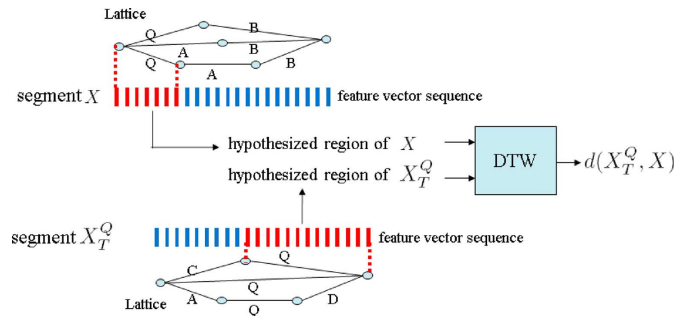 Lattice
Q B
A B
Q B
A
segment X feature vector sequence
hypothesized region of X
DTW d(X_T^Q, X)
hypothesized region of X_T^Q
segment X_T^Q feature vector sequence
C Q
Q
A D
Q
Lattice